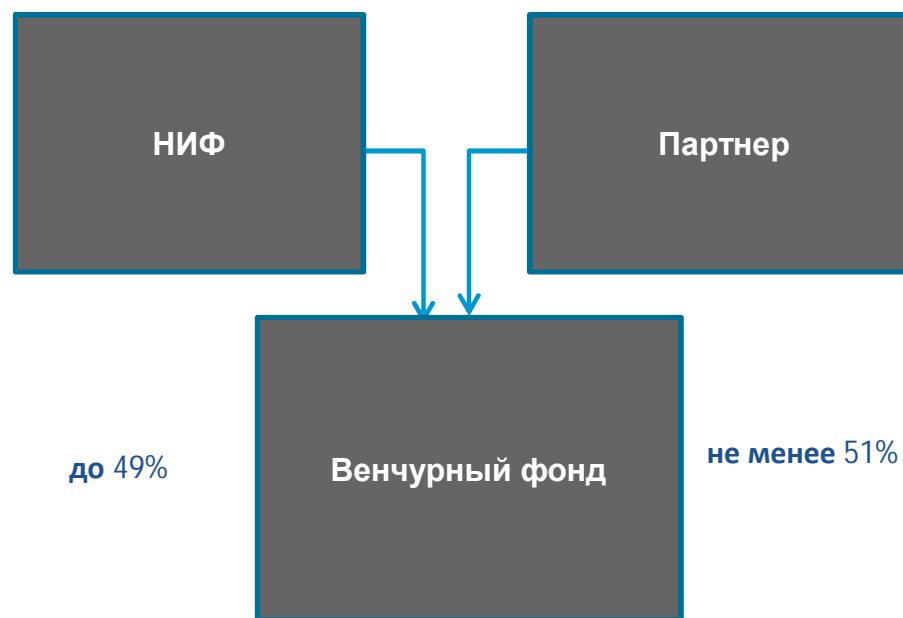 НИФ
Партнер
до 49%
Венчурный фонд
не менее 51%